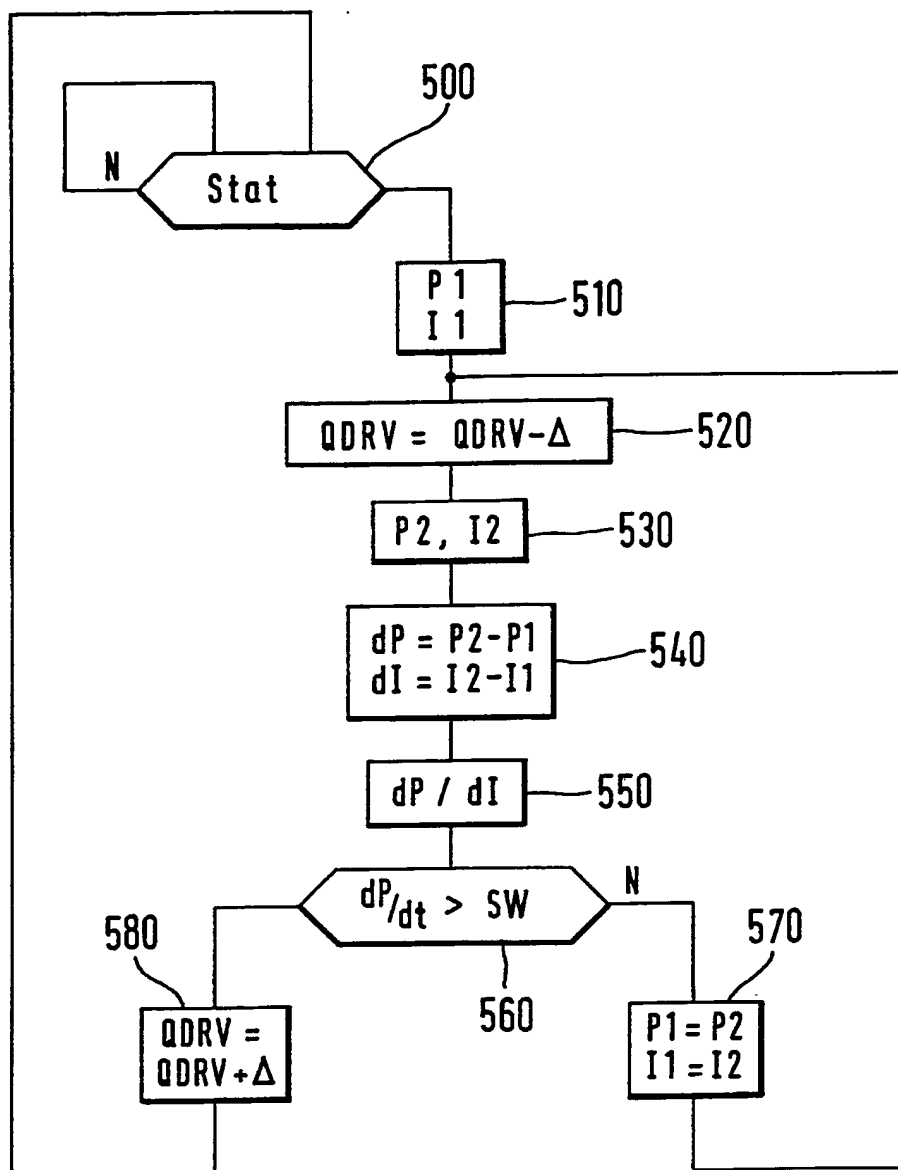 500
N
Stat
P1
I1
510
QDRV = QDRV-Δ
520
P2, I2
530
dP = P2-P1
dI = I2-I1
540
dP / dI
550
dP/dt > SW
N
560
580
QDRV =
QDRV+Δ
570
P1 = P2
I1 = I2